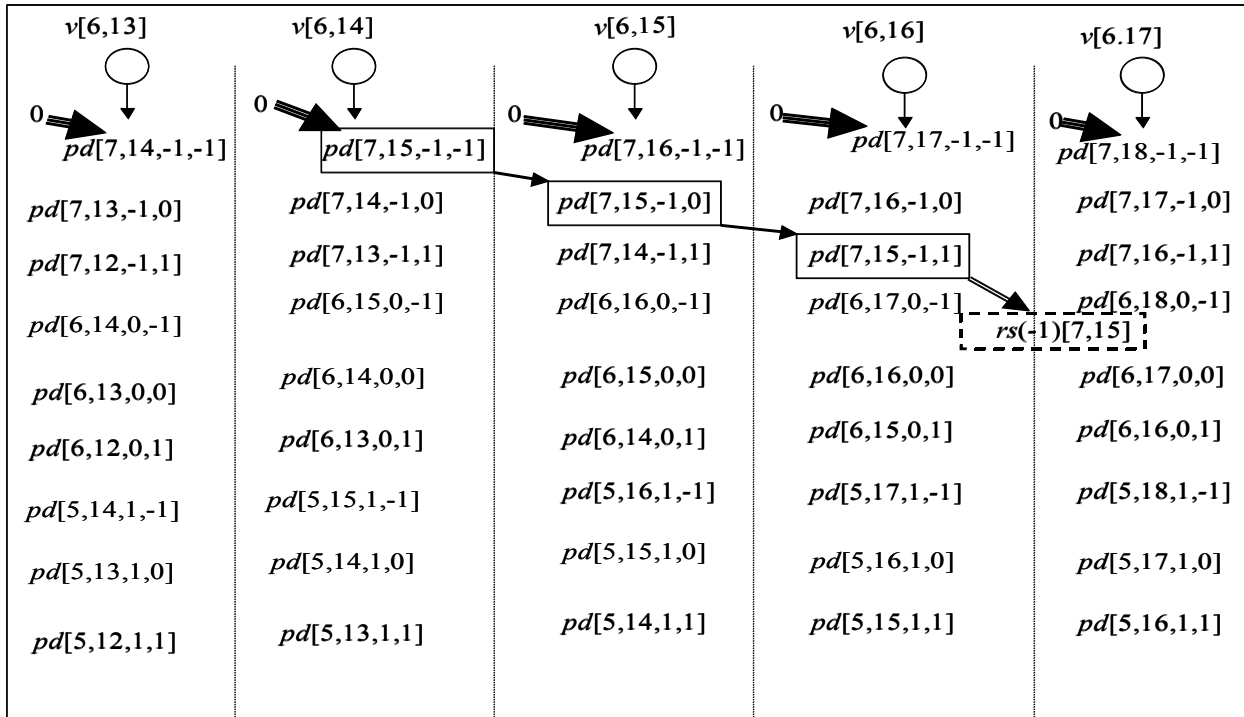 v[6,13] v[6,14] v[6,15] v[6,16] v[6.17]
0 0 0 0 0
pd[7,14,-1,-1] pd[7,15,-1,-1] pd[7,16,-1,-1] pd[7,17,-1,-1] pd[7,18,-1,-1]
pd[7,13,-1,0] pd[7,14,-1,0] pd[7,15,-1,0] pd[7,16,-1,0] pd[7,17,-1,0]
pd[7,12,-1,1] pd[7,13,-1,1] pd[7,14,-1,1] pd[7,15,-1,1] pd[7,16,-1,1]
pd[6,14,0,-1] pd[6,15,0,-1] pd[6,16,0,-1] pd[6,17,0,-1] pd[6,18,0,-1]
rs(-1)[7,15]
pd[6,13,0,0] pd[6,14,0,0] pd[6,15,0,0] pd[6,16,0,0] pd[6,17,0,0]
pd[6,12,0,1] pd[6,13,0,1] pd[6,14,0,1] pd[6,15,0,1] pd[6,16,0,1]
pd[5,14,1,-1] pd[5,15,1,-1] pd[5,16,1,-1] pd[5,17,1,-1] pd[5,18,1,-1]
pd[5,13,1,0] pd[5,14,1,0] pd[5,15,1,0] pd[5,16,1,0] pd[5,17,1,0]
pd[5,12,1,1] pd[5,13,1,1] pd[5,14,1,1] pd[5,15,1,1] pd[5,16,1,1]